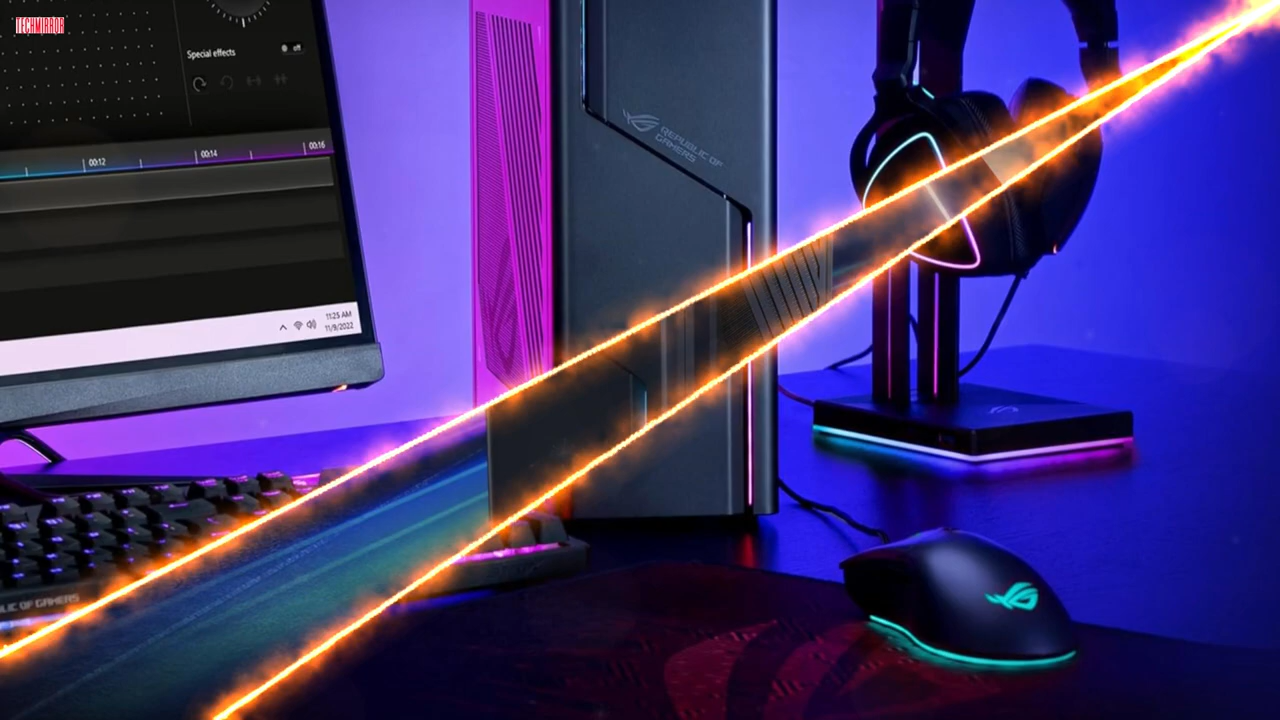 TECHMIRROR
Special effects
off
00:12
00:14
00:16
11:25 AM
11/9/2022
REPUBLIC OF
GAMERS
LIC OF GAMERS